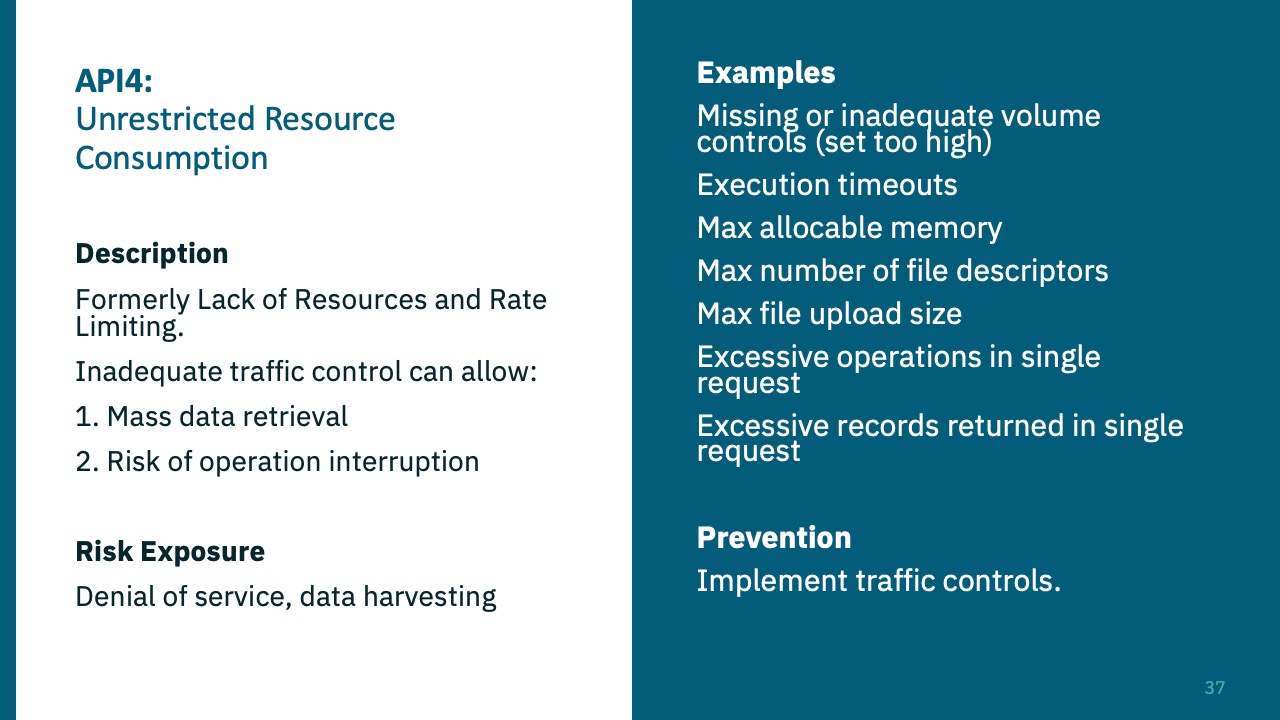 API4:
Unrestricted Resource
Consumption
Description
Formerly Lack of Resources and Rate
Limiting.
Inadequate traffic control can allow:
1. Mass data retrieval
2. Risk of operation interruption
Risk Exposure
Denial of service, data harvesting
Examples
Missing or inadequate volume
controls (set too high)
Execution timeouts
Max allocable memory
Max number of file descriptors
Max file upload size
Excessive operations in single
request
Excessive records returned in single
request
Prevention
Implement traffic controls.
37